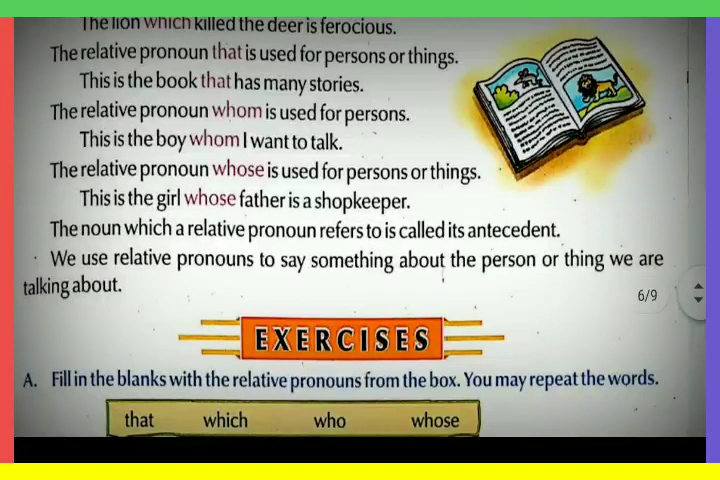 The lion which killed the deer is ferocious.
The relative pronoun that is used for persons or things.
This is the book that has many stories.
The relative pronoun whom is used for persons.
This is the boy whom I want to talk.
The relative pronoun whose is used for persons or things.
This is the girl whose father is a shopkeeper.
The noun which a relative pronoun refers to is called its antecedent.
We use relative pronouns to say something about the person or thing we are
talking about.
6/9
EXERCISES
A. Fill in the blanks with the relative pronouns from the box. You may repeat the words.
that which who whose